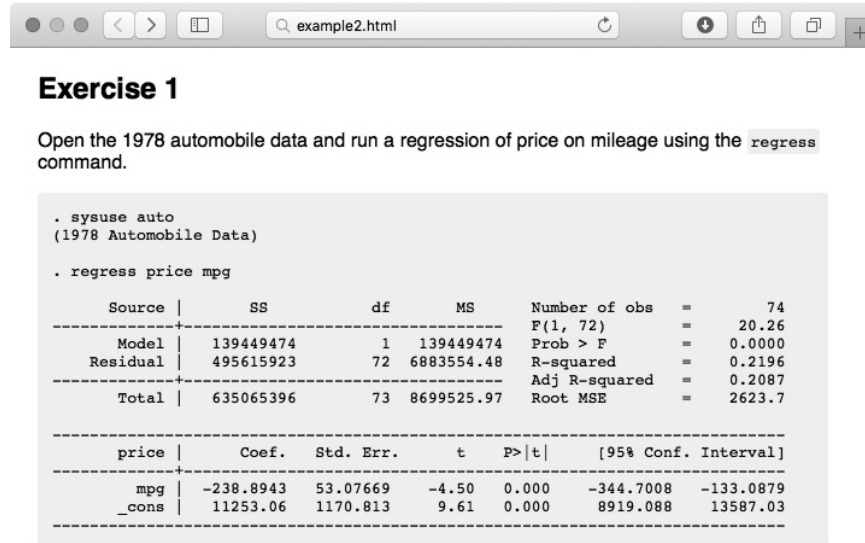 example2.html
Exercise 1
Open the 1978 automobile data and run a regression of price on mileage using the regress
command.
. sysuse auto
(1978 Automobile Data)
. regress price mpg
      Source |       SS           df       MS      Number of obs   =        74
-------------+----------------------------------   F(1, 72)        =     20.26
       Model |   139449474         1   139449474   Prob > F        =    0.0000
    Residual |   495615923        72  6883554.48   R-squared       =    0.2196
-------------+----------------------------------   Adj R-squared   =    0.2087
       Total |   635065396        73  8699525.97   Root MSE        =    2623.7
------------------------------------------------------------------------------
       price |      Coef.   Std. Err.      t    P>|t|     [95% Conf. Interval]
-------------+----------------------------------------------------------------
         mpg |  -238.8943   53.07669    -4.50   0.000    -344.7008   -133.0879
       _cons |   11253.06   1170.813     9.61   0.000     8919.088    13587.03
------------------------------------------------------------------------------